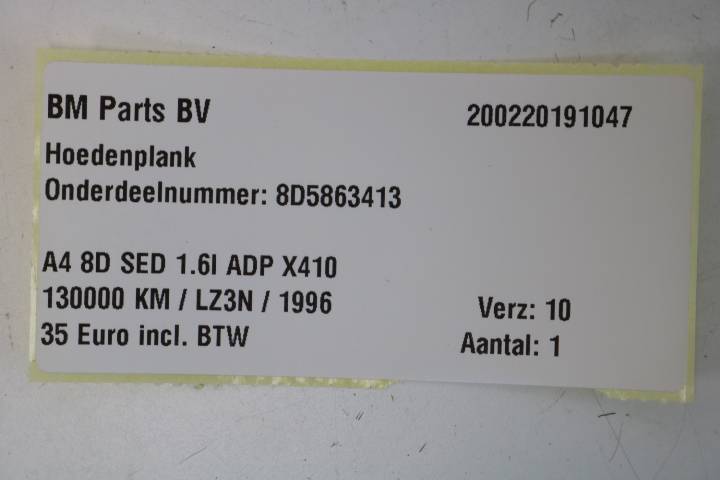 BM Parts BV 200220191047
Hoedenplank
Onderdeelnummer: 8D5863413
A4 8D SED 1.6I ADP X410
130000 KM / LZ3N / 1996 Verz: 10
35 Euro incl. BTW Aantal: 1